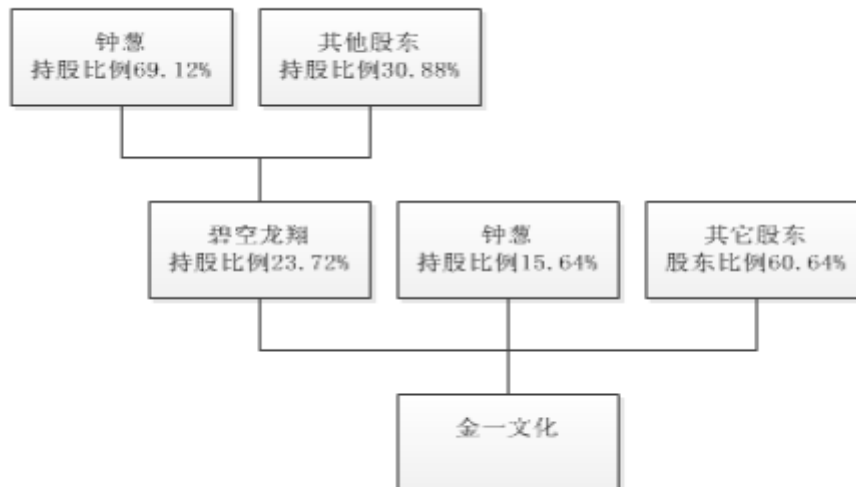 钟葱
持股比例69.12%
其他股东
持股比例30.88%
碧空龙翔
持股比例23.72%
钟葱
持股比例15.64%
其它股东
股东比例60.64%
金一文化